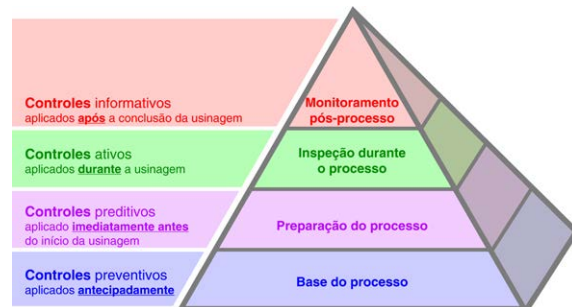 Controles informativos
aplicados após a conclusão da usinagem
Monitoramento
pós-processo
Controles ativos
aplicados durante a usinagem
Inspeção durante
o processo
Controles preditivos
aplicado imediatamente antes
do início da usinagem
Preparação do processo
Controles preventivos
aplicados antecipadamente
Base do processo